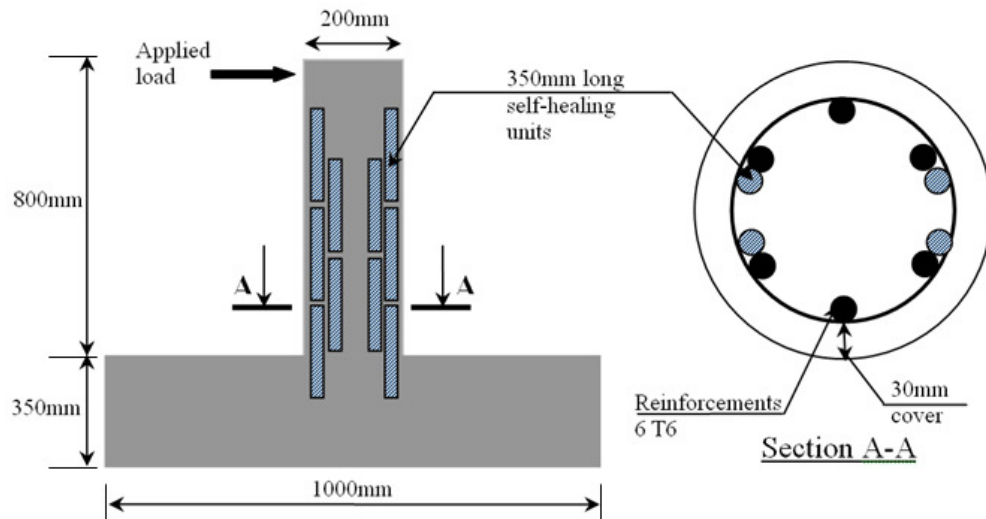 200mm
Applied
load
350mm long
self-healing
units
800mm
A
A
350mm
30mm
cover
Reinforcements
6 T6
Section A-A
1000mm